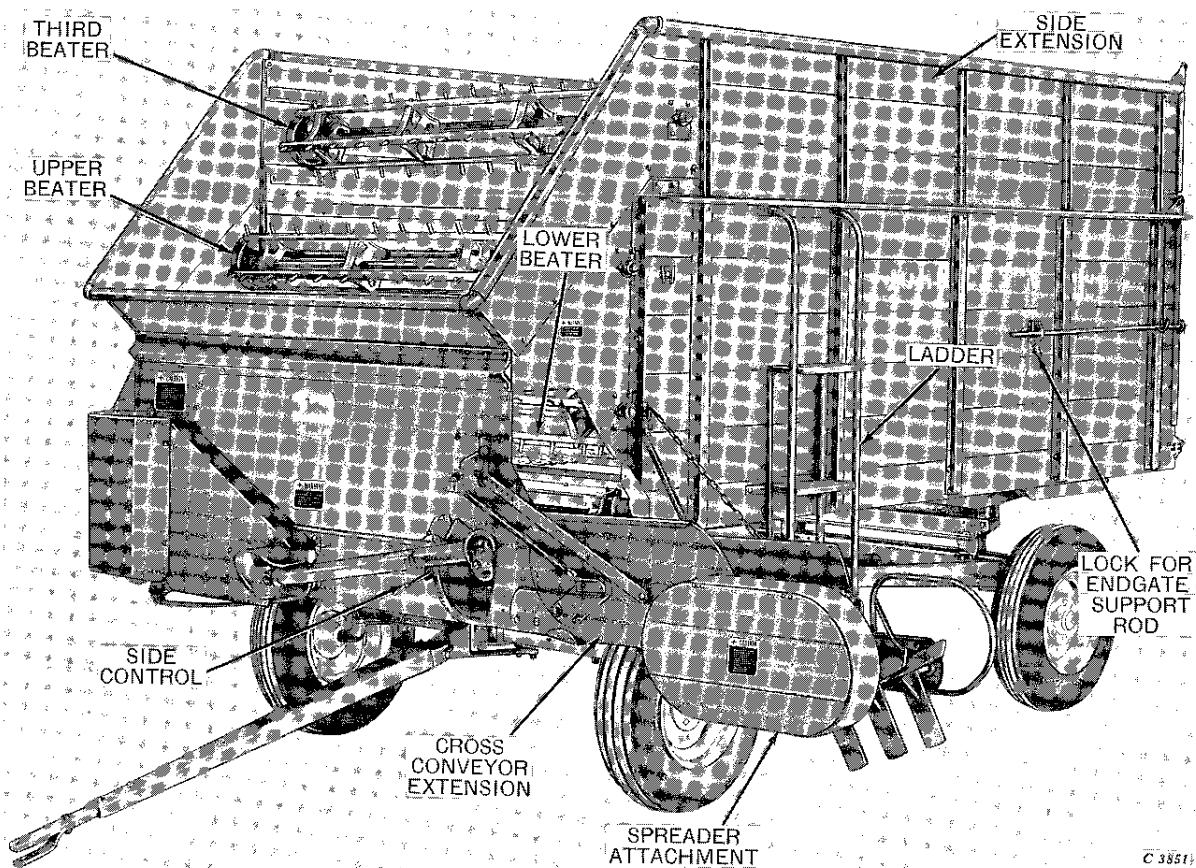 THIRD
BEATER
SIDE
EXTENSION
UPPER
BEATER
LOWER
BEATER
LADDER
LOCK FOR
ENDGATE
SUPPORT
ROD
SIDE
CONTROL
CROSS
CONVEYOR
EXTENSION
SPREADER
ATTACHMENT